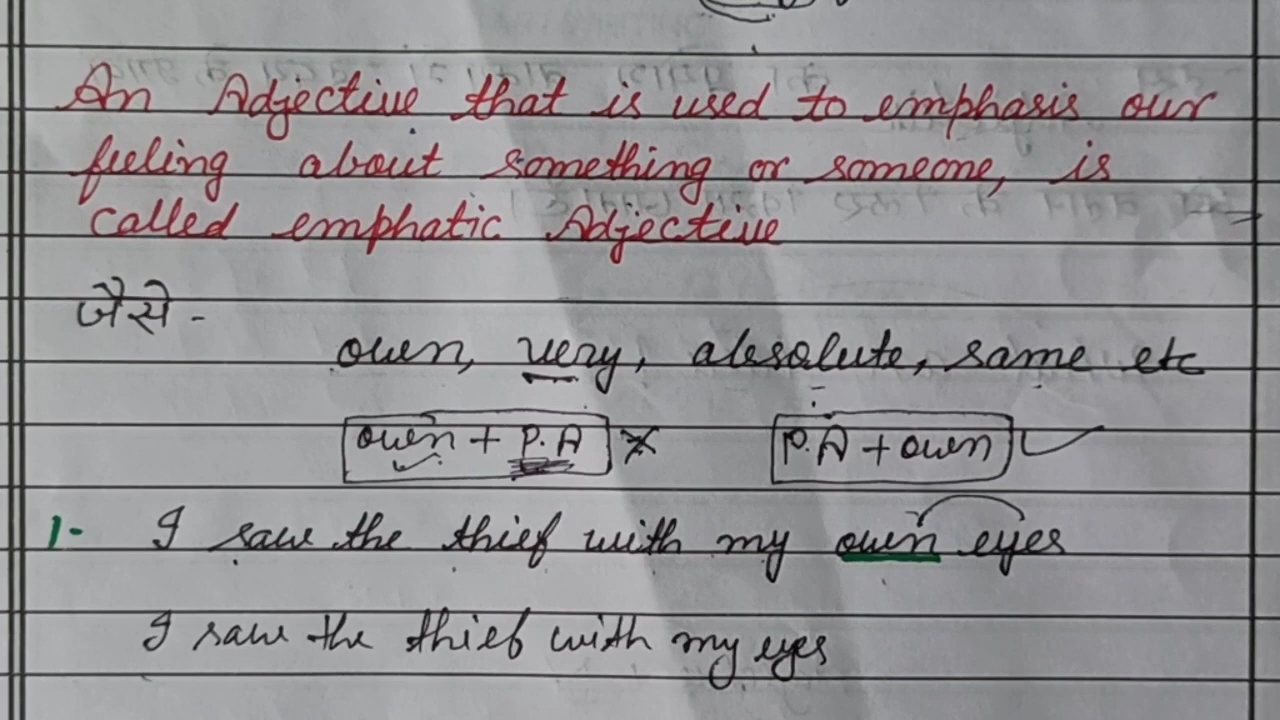 An Adjective that is used to emphasis our
feeling about something or someone, is
called emphatic Adjective
जैसे -
own, very, absolute, same etc
own + P.A × P.A + own ✓
1- I saw the thief with my own eyes
I saw the thief with my eyes